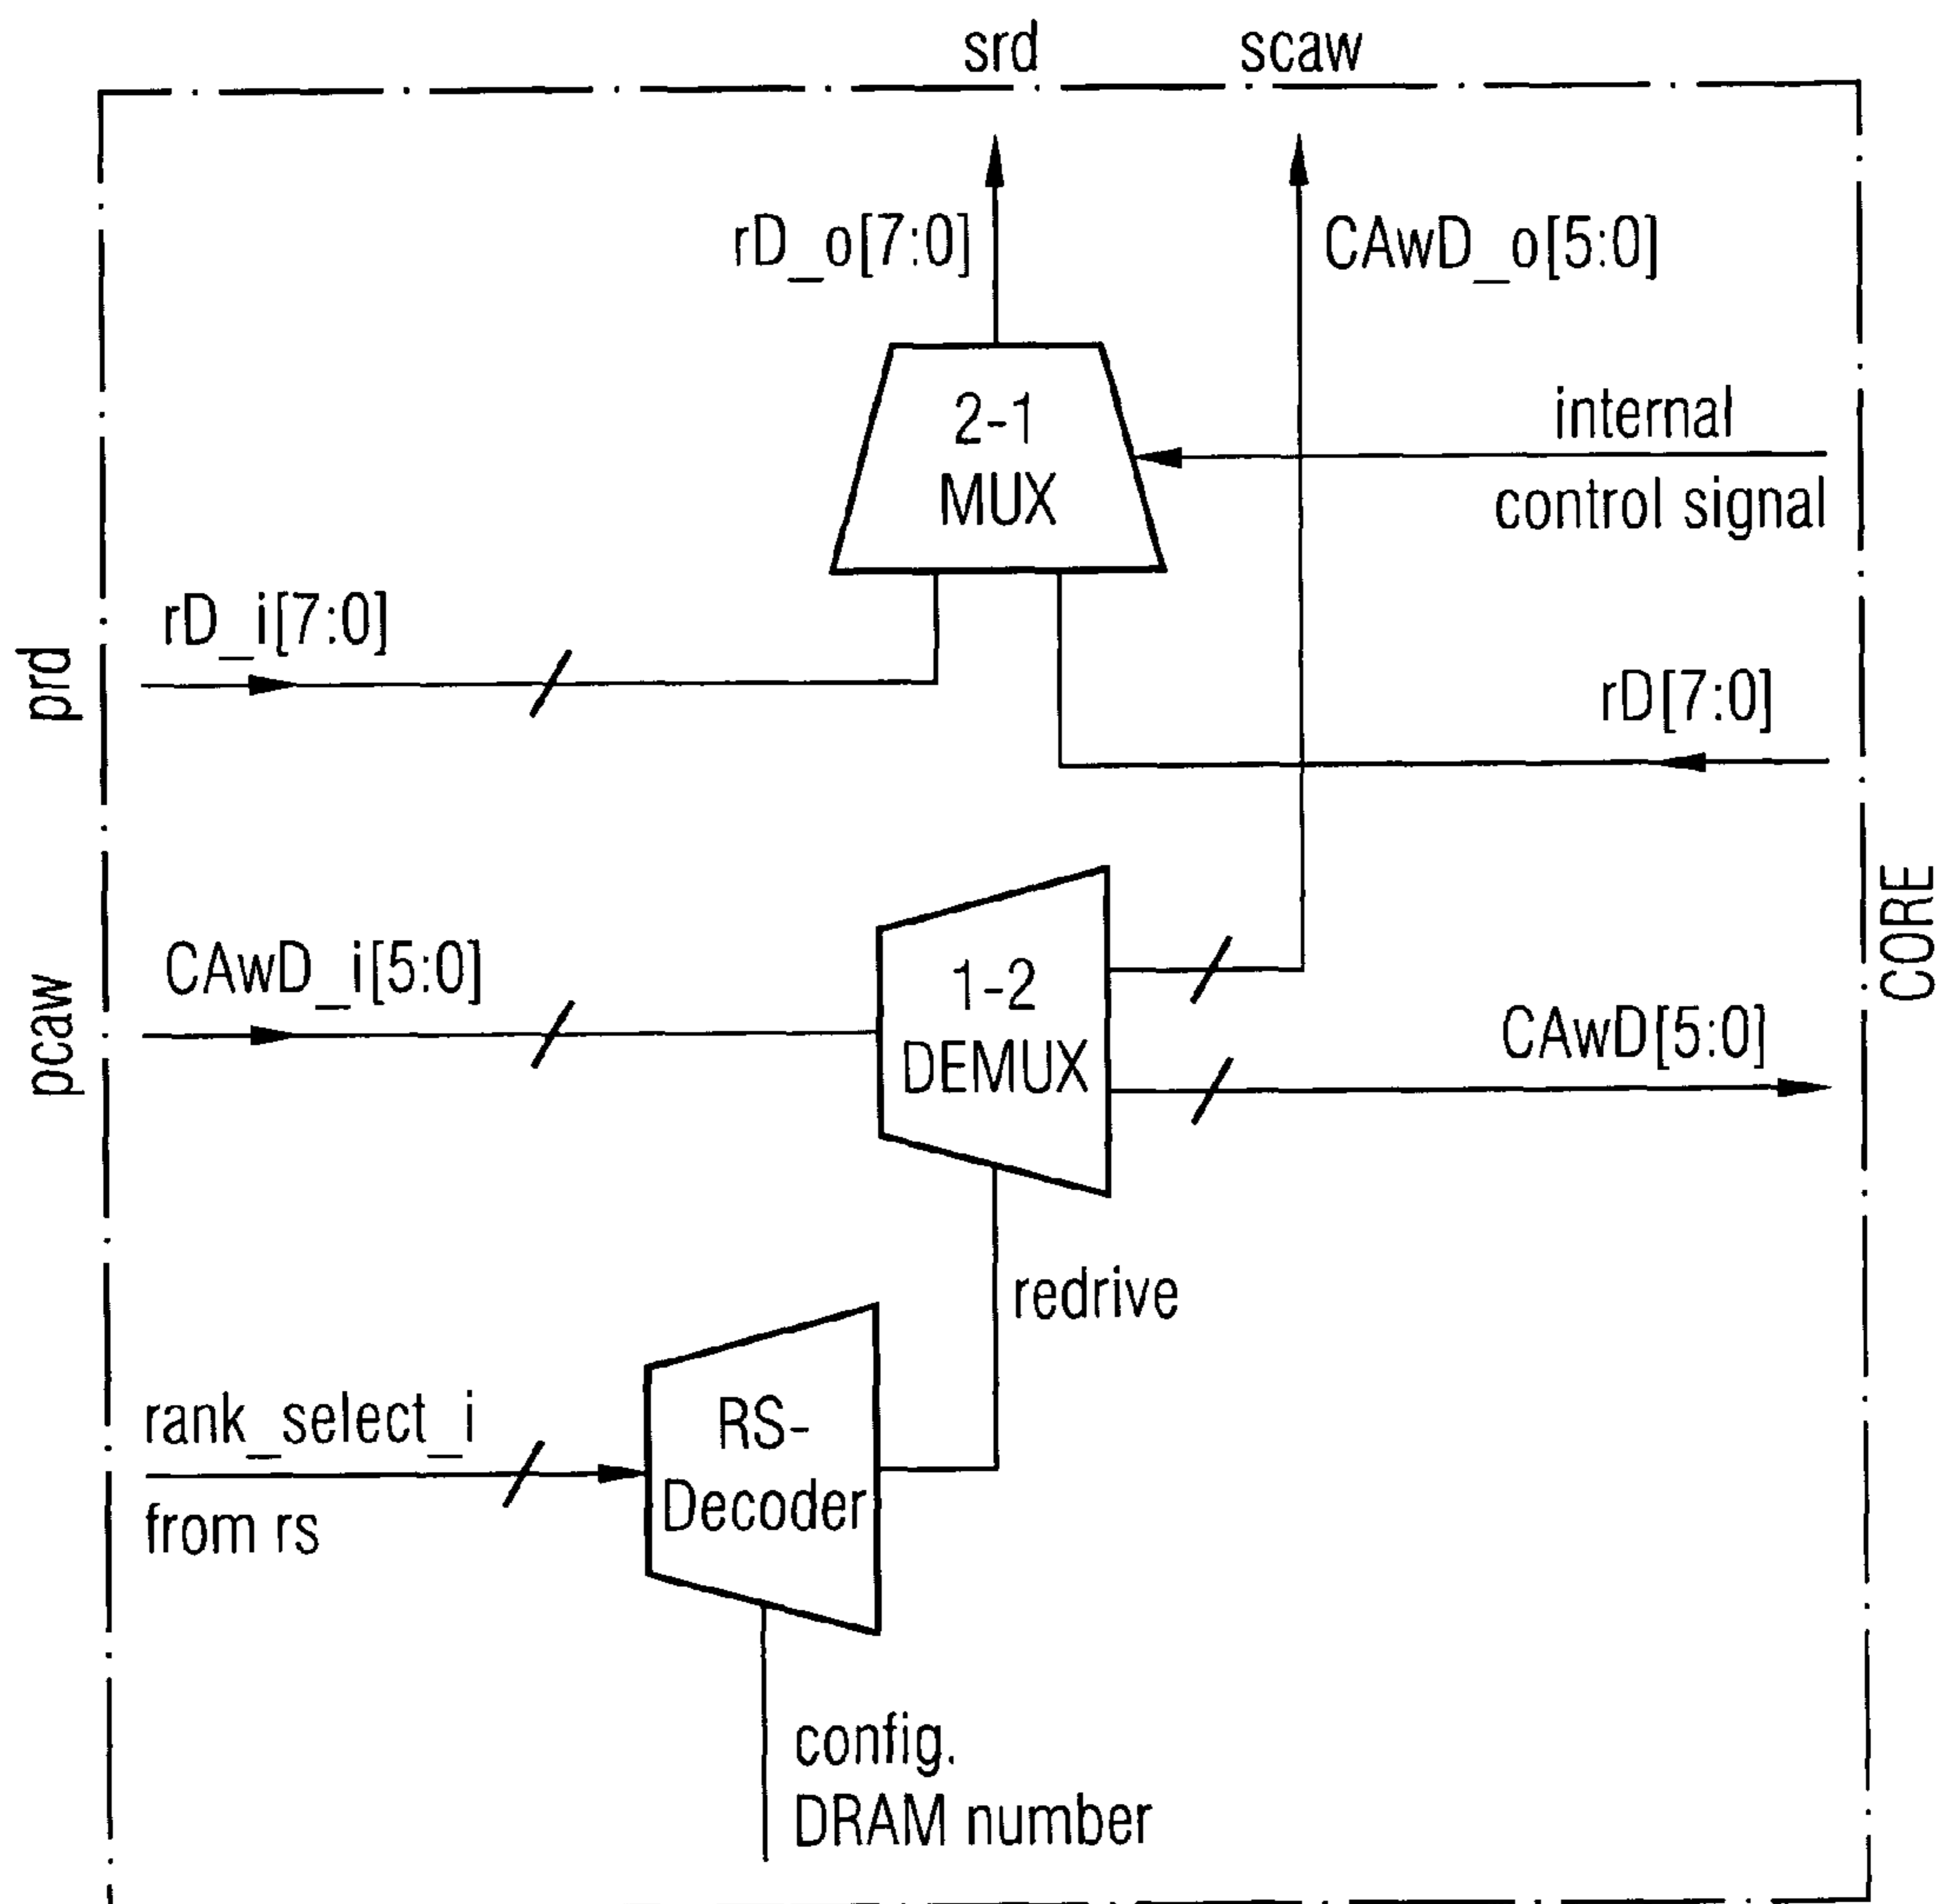 srd
scaw
rD_o[7:0]
CAwD_o[5:0]
2-1
MUX
internal
control signal
rD_i[7:0]
prd
rD[7:0]
CORE
CAwD_i[5:0]
pcaw
1-2
DEMUX
CAwD[5:0]
redrive
rank_select_i
from rs
RS-
Decoder
config.
DRAM number